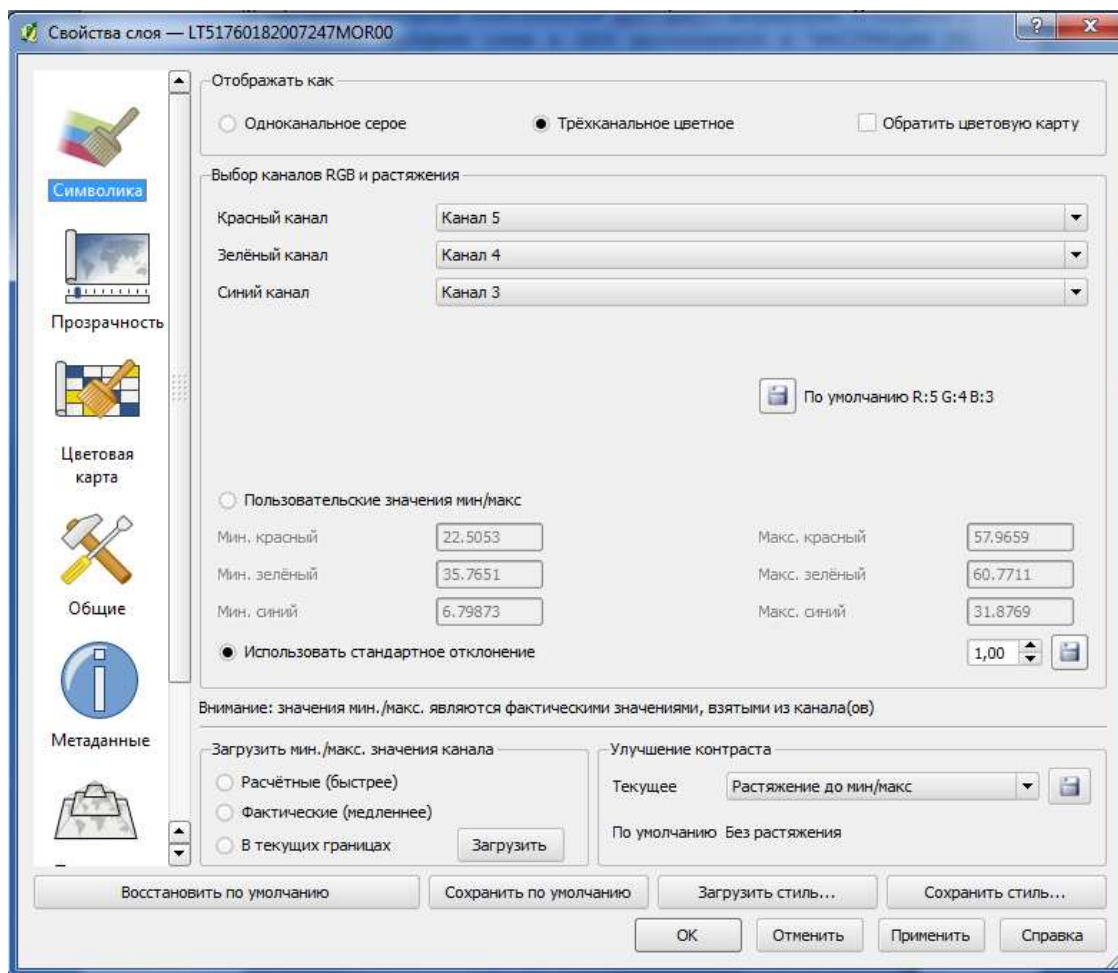 Свойства слоя — LT51760182007247MOR00
Символика
Прозрачность
Цветовая
карта
Общие
Метаданные
Отображать как
Одноканальное серое Трёхканальное цветное Обратить цветовую карту
Выбор каналов RGB и растяжения
Красный канал Канал 5
Зелёный канал Канал 4
Синий канал Канал 3
По умолчанию R:5 G:4 B:3
Пользовательские значения мин/макс
Мин. красный 22.5053 Макс. красный 57.9659
Мин. зелёный 35.7651 Макс. зелёный 60.7711
Мин. синий 6.79873 Макс. синий 31.8769
Использовать стандартное отклонение 1,00
Внимание: значения мин./макс. являются фактическими значениями, взятыми из канала(ов)
Загрузить мин./макс. значения канала
Расчётные (быстрее)
Фактические (медленнее)
В текущих границах Загрузить
Улучшение контраста
Текущее Растяжение до мин/макс
По умолчанию Без растяжения
Восстановить по умолчанию Сохранить по умолчанию Загрузить стиль... Сохранить стиль...
OK Отменить Применить Справка